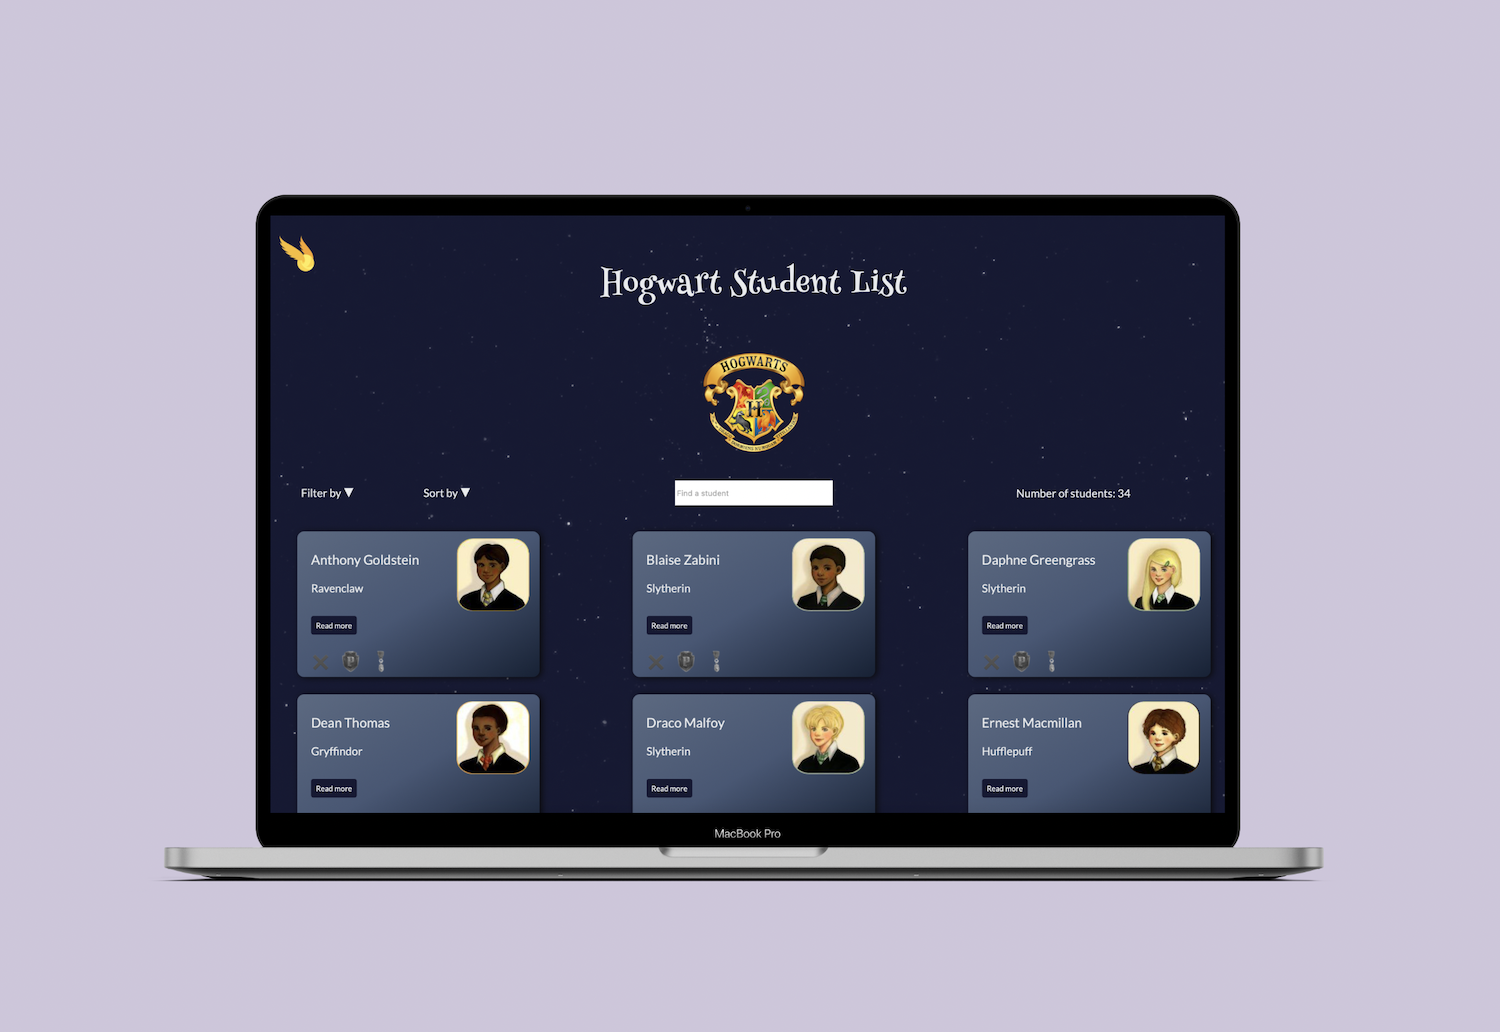 Hogwart Student List
HOGWARTS
H
Filter by ▼
Sort by ▼
Find a student
Number of students: 34
Anthony Goldstein
Ravenclaw
Read more
P
Blaise Zabini
Slytherin
Read more
P
Daphne Greengrass
Slytherin
Read more
P
Dean Thomas
Gryffindor
Read more
Draco Malfoy
Slytherin
Read more
Ernest Macmillan
Hufflepuff
Read more
MacBook Pro